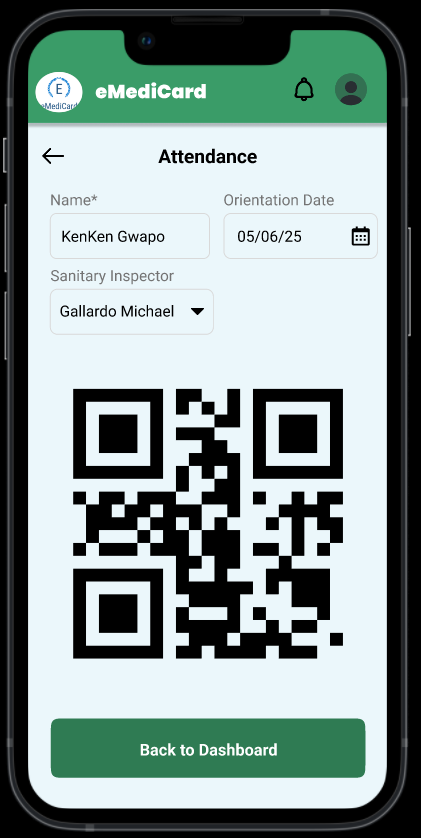 E
eMediCard
eMediCard
Attendance
Name* Orientation Date
KenKen Gwapo 05/06/25
Sanitary Inspector
Gallardo Michael
Back to Dashboard